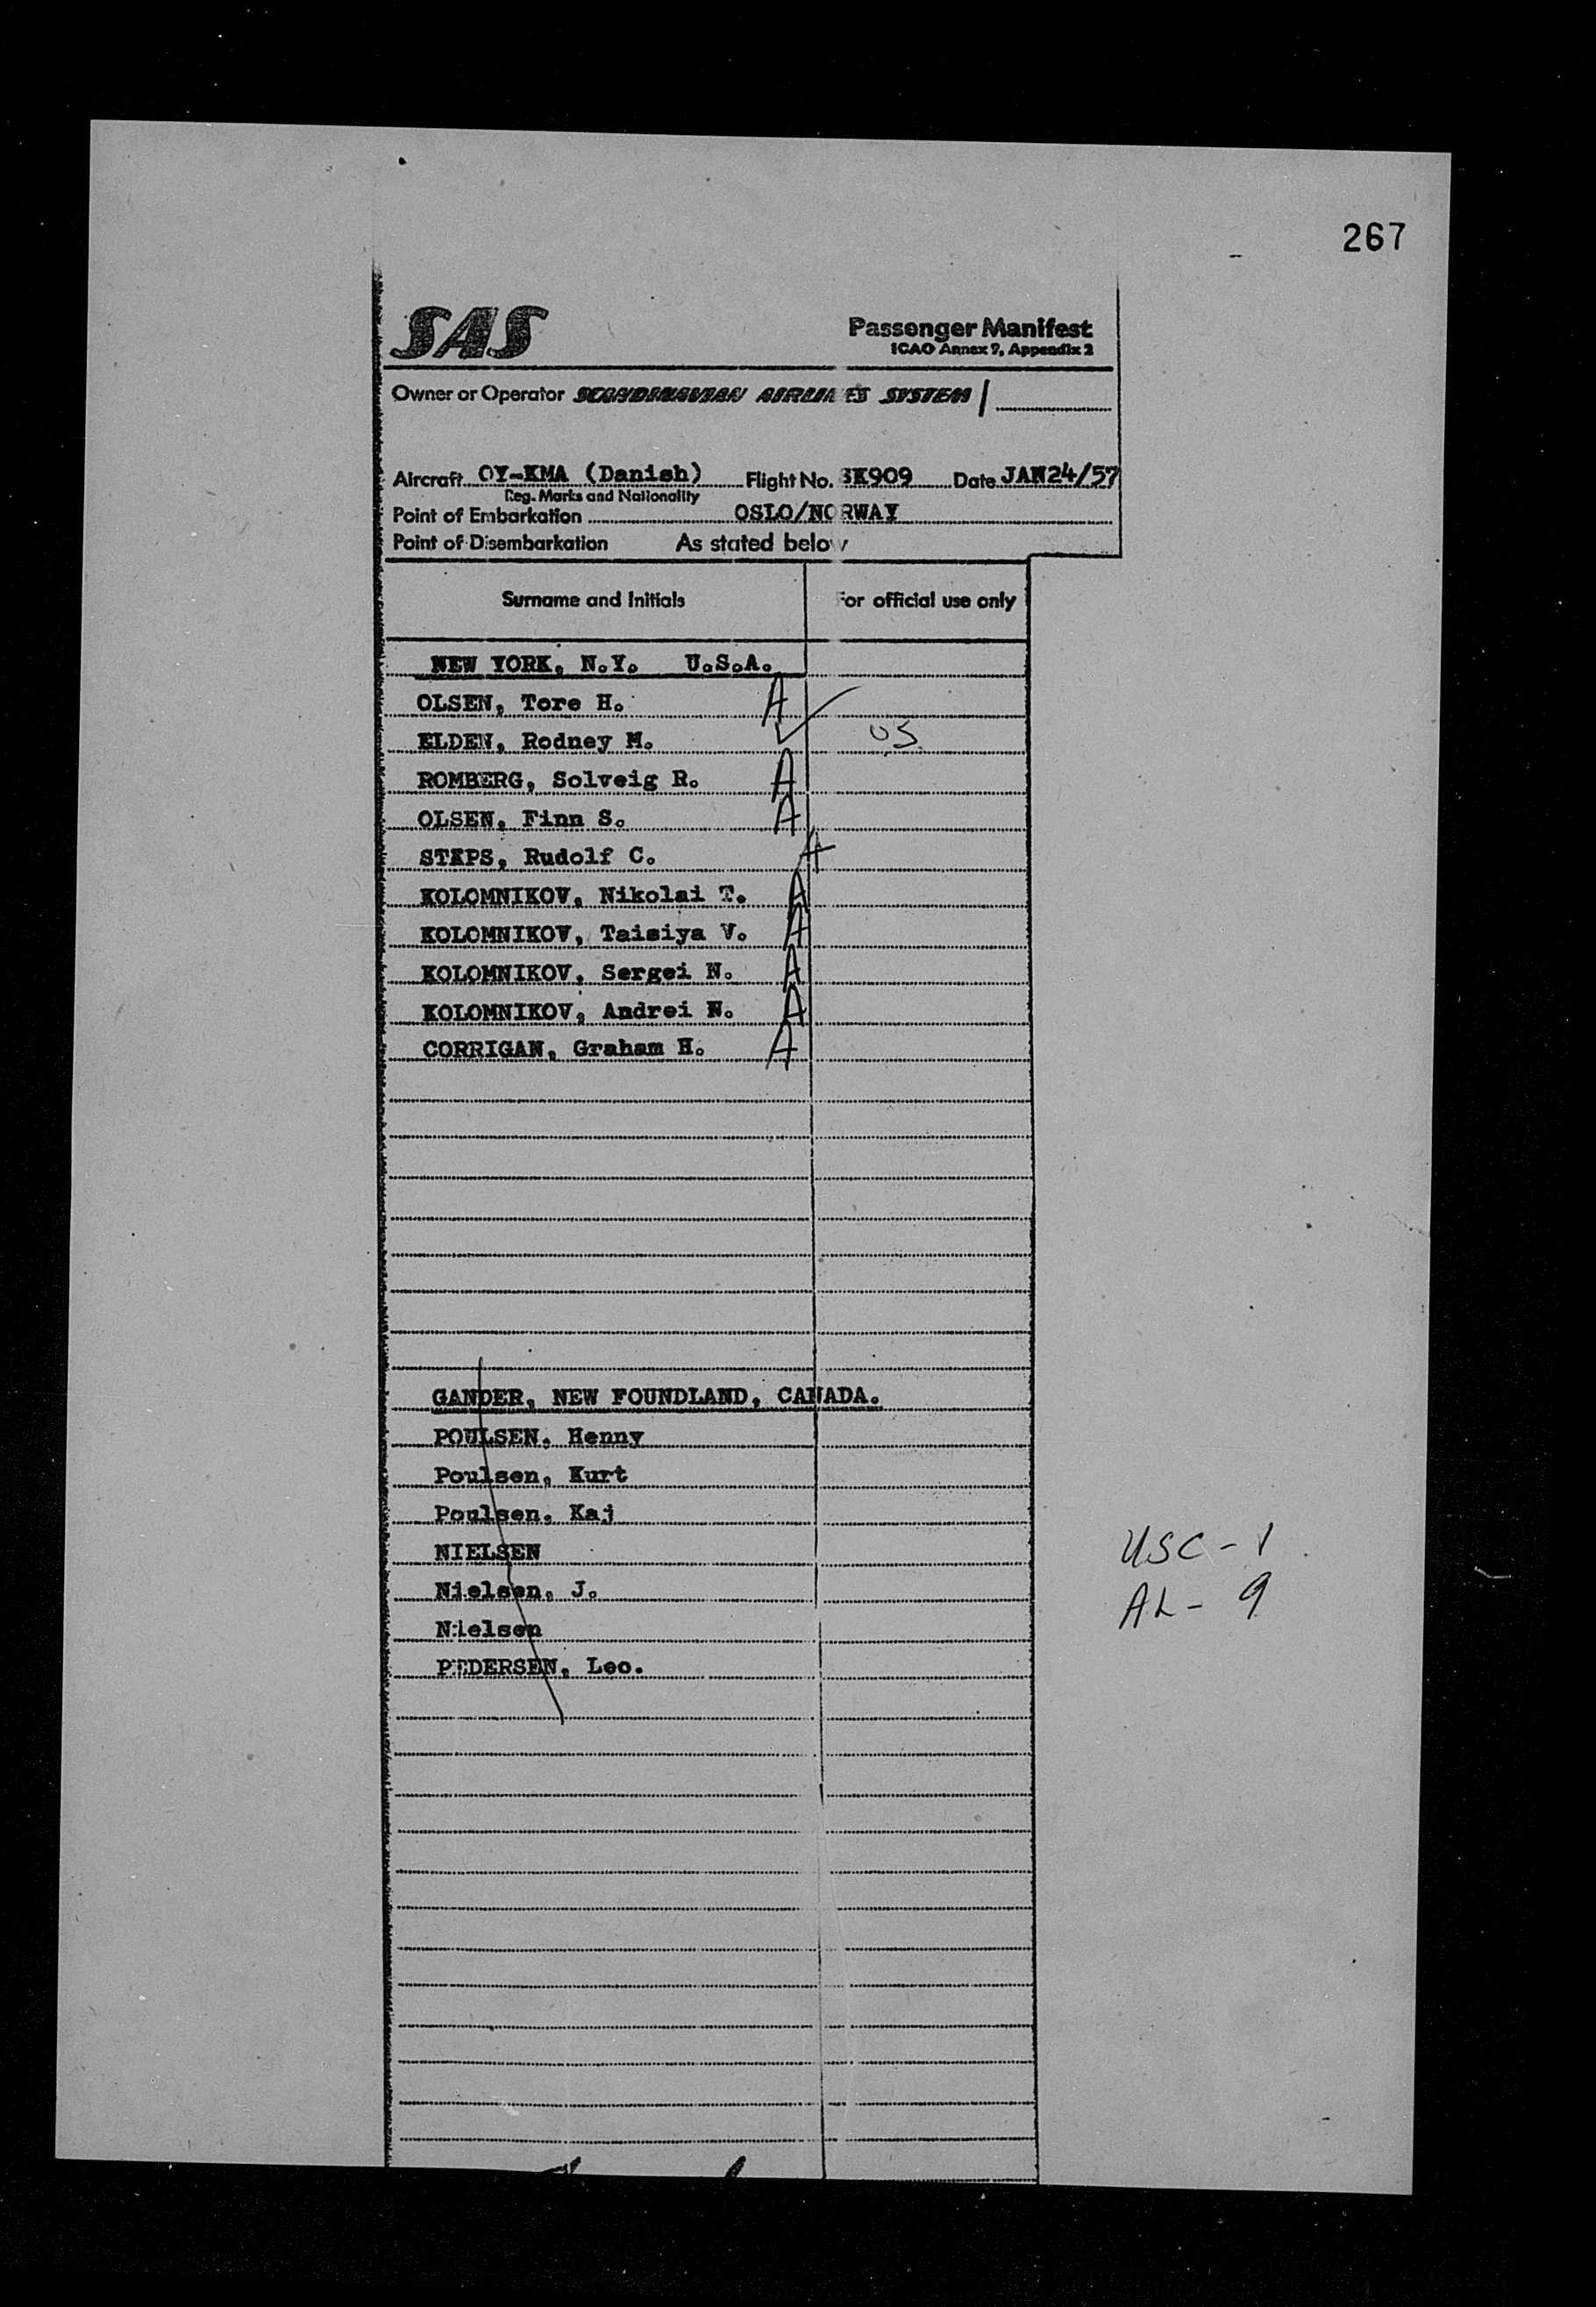 267
SAS
Passenger Manifest
ICAO Annex 9, Appendix 2
Owner or Operator SCANDINAVIAN AIRLINES SYSTEM
Aircraft OY-KMA (Danish) Flight No. SK909 Date JAN24/57
Reg. Marks and Nationality
Point of Embarkation OSLO/NORWAY
Point of Disembarkation As stated below
Surname and Initials For official use only
NEW YORK, N.Y. U.S.A.
OLSEN, Tore H. A
ELDEN, Rodney M. US
ROMBERG, Solveig R. A
OLSEN, Finn S. A
STEPS, Rudolf C. A
KOLOMNIKOV, Nikolai T. A
KOLOMNIKOV, Taisiya V. A
KOLOMNIKOV, Sergei N. A
KOLOMNIKOV, Andrei N. A
CORRIGAN, Graham H. A
GANDER, NEW FOUNDLAND, CANADA.
POULSEN, Henny
Poulsen, Kurt
Poulsen, Kaj
NIELSEN
Nielsen, J.
Nielsen
PEDERSEN, Leo.
USC - 1
AL - 9